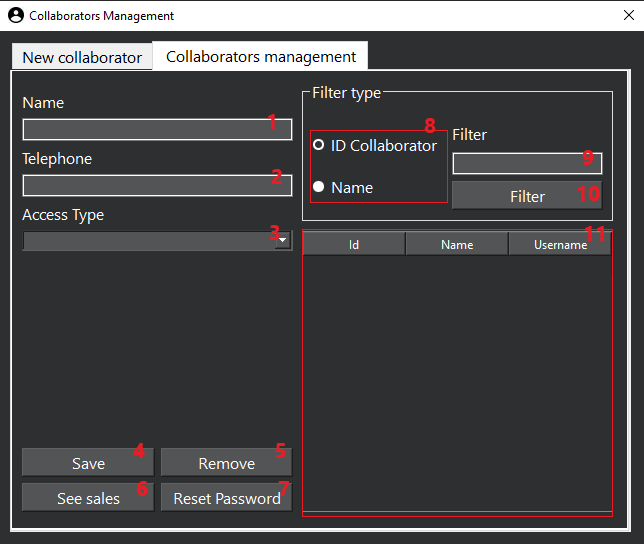 Collaborators Management
New collaborator
Collaborators management
Name
1
Telephone
2
Access Type
3
Filter type
8
ID Collaborator
Name
Filter
9
Filter 10
11
Id Name Username
Save 4
Remove 5
See sales 6
Reset Password 7